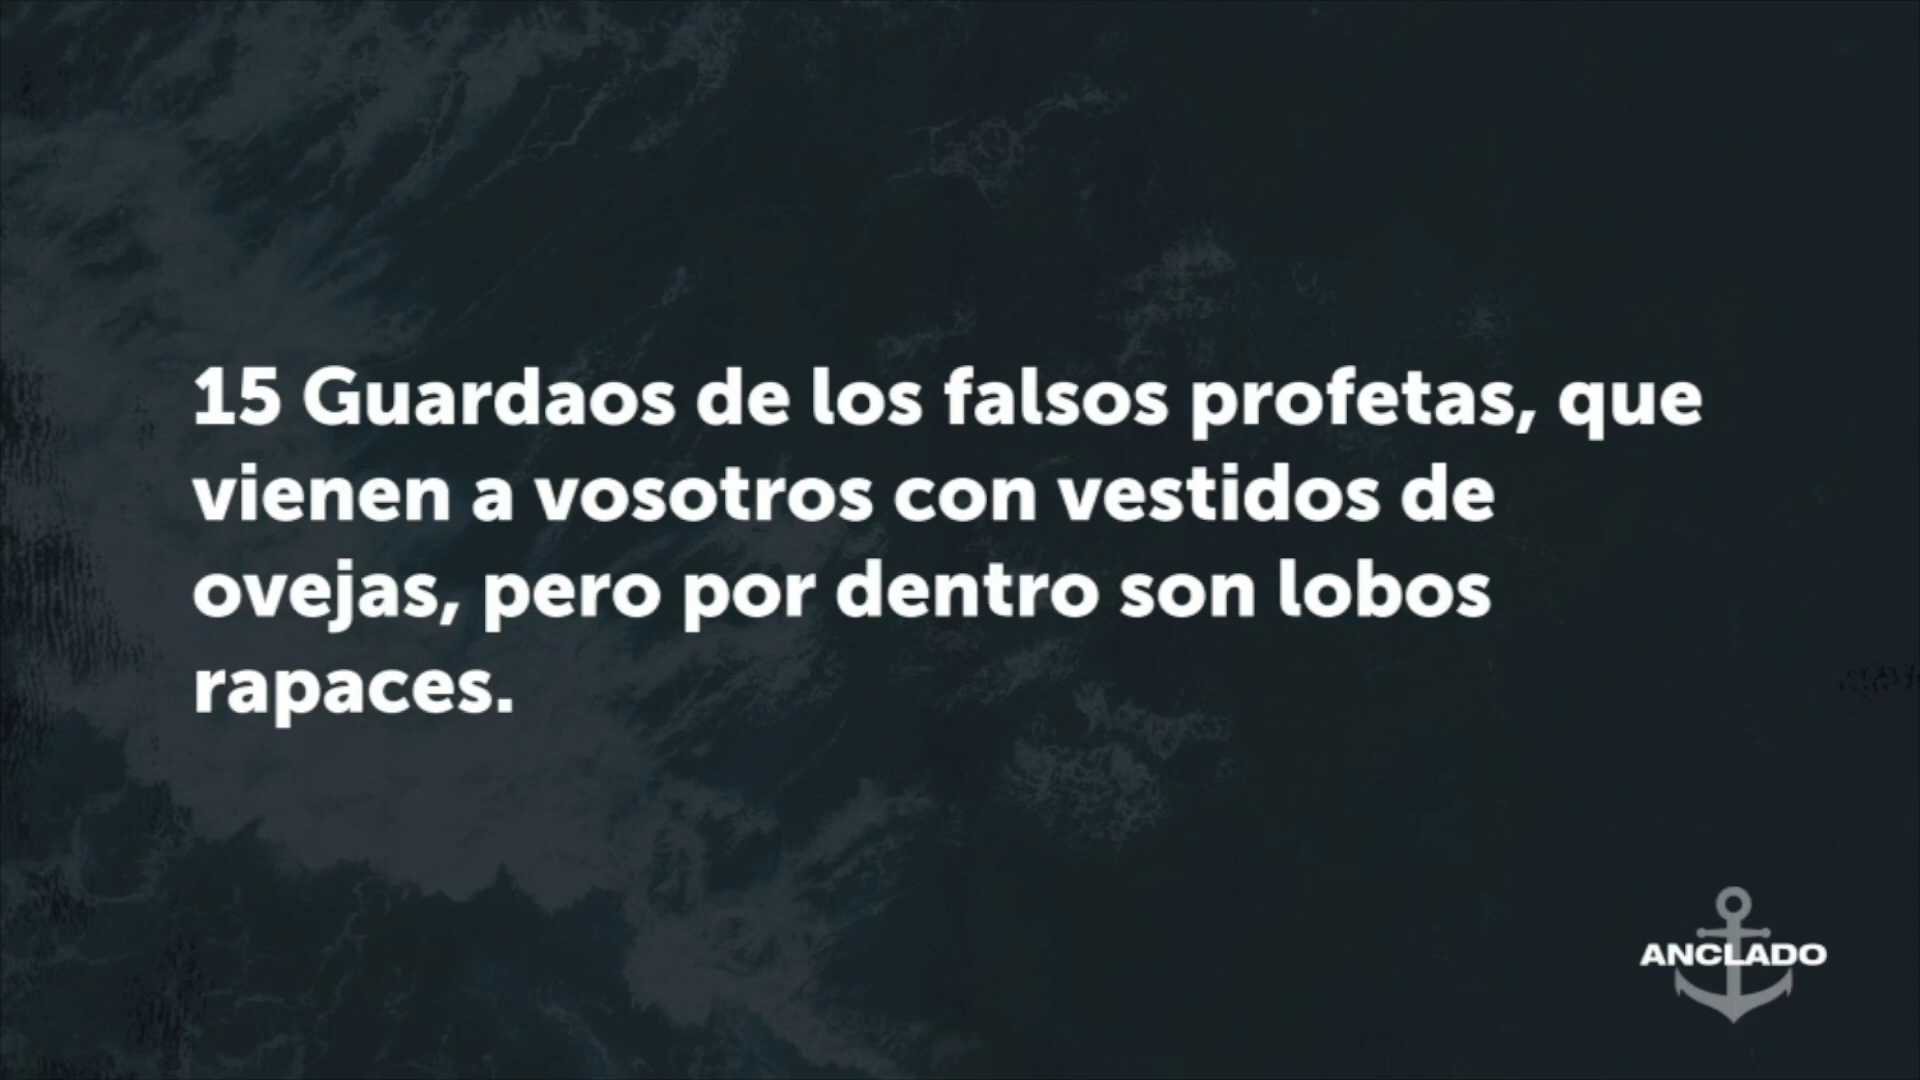 15 Guardaos de los falsos profetas, que
vienen a vosotros con vestidos de
ovejas, pero por dentro son lobos
rapaces.
ANCLADO